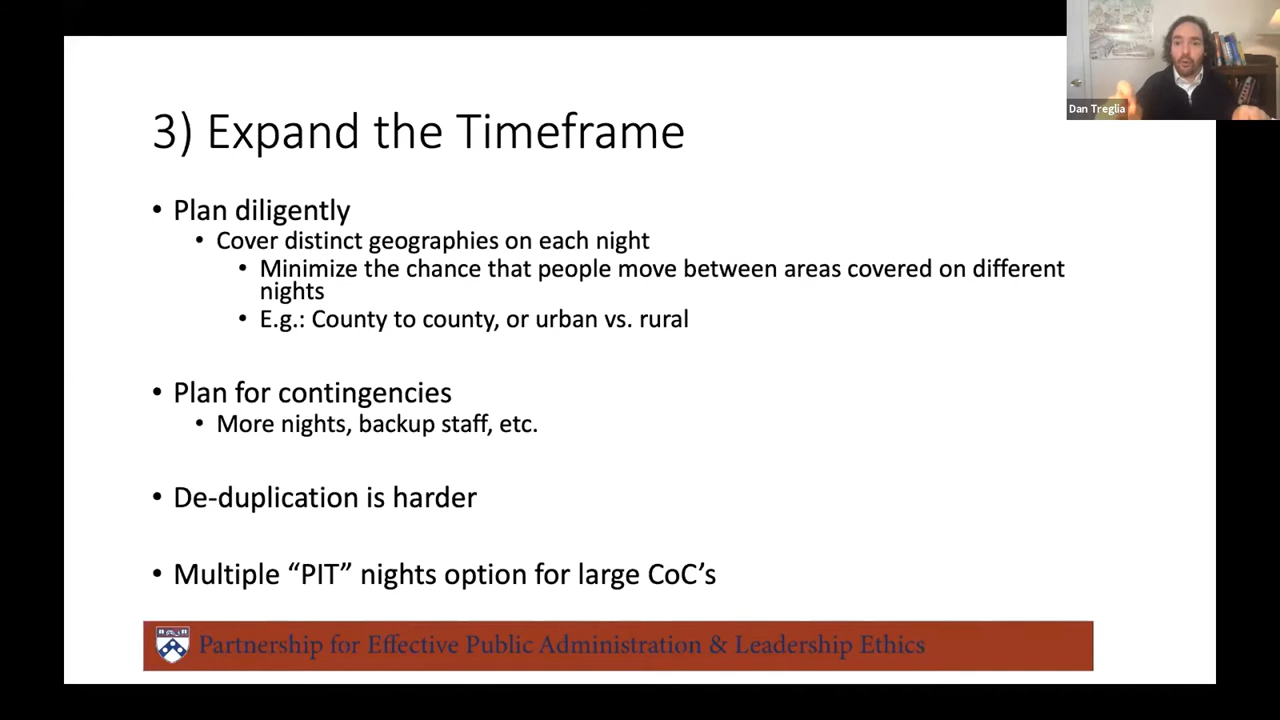 Dan Treglia
3) Expand the Timeframe
• Plan diligently
• Cover distinct geographies on each night
• Minimize the chance that people move between areas covered on different
nights
• E.g.: County to county, or urban vs. rural
• Plan for contingencies
• More nights, backup staff, etc.
• De-duplication is harder
• Multiple “PIT” nights option for large CoC’s
Partnership for Effective Public Administration & Leadership Ethics